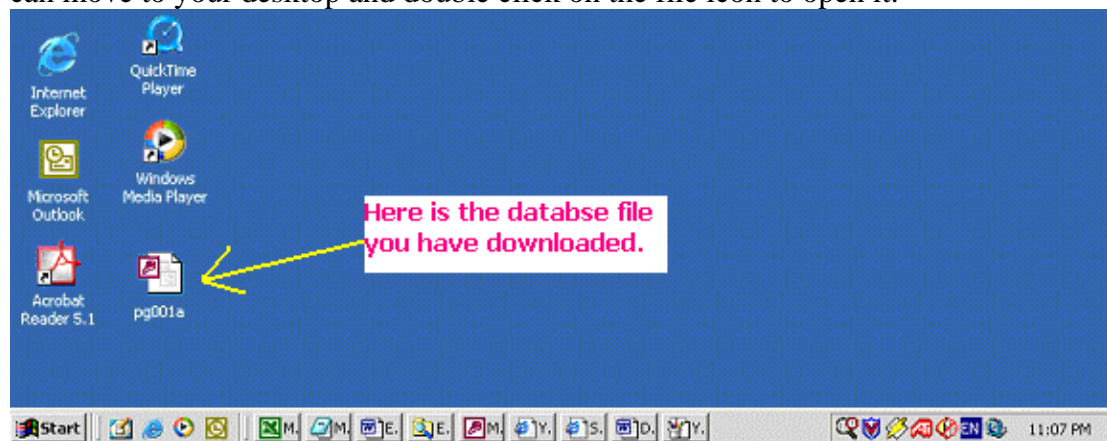 can move to your desktop and double click on the file icon to open it.
QuickTime
Player
Internet
Explorer
Windows
Media Player
Microsoft
Outlook
Here is the databse file
you have downloaded.
Acrobat
Reader 5.1
pg001a
Start M. M. E. E. M. Y. S. D. Y. EN 11:07 PM